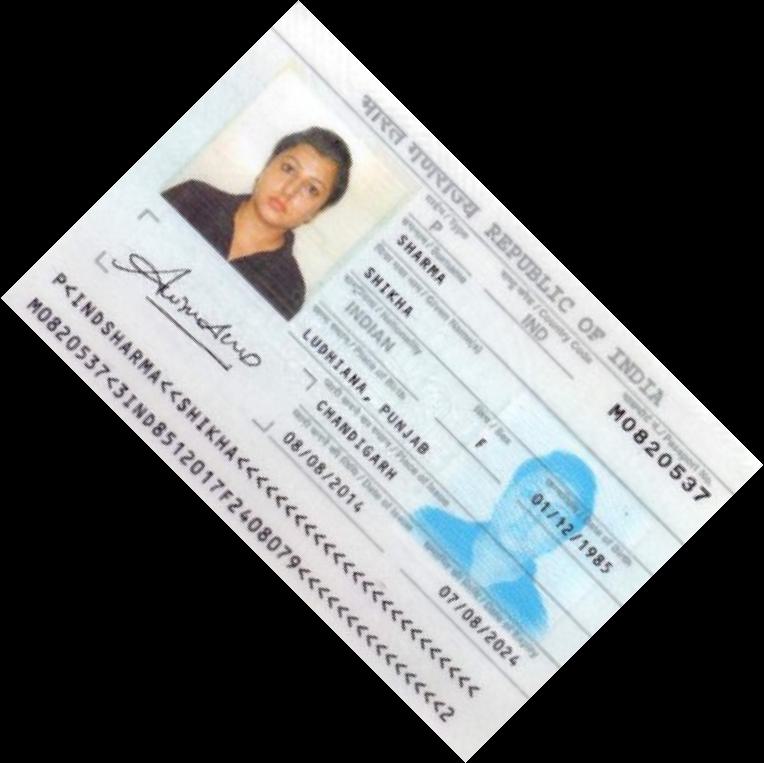 भारत गणराज्य REPUBLIC OF INDIA
टाईप / Type
P
राष्ट्र कोड / Country Code
IND
पासपोर्ट नं. / Passport No.
M0820537
उपनाम / Surname
SHARMA
दिया गया नाम / Given Name(s)
SHIKHA
राष्ट्रीयता / Nationality
INDIAN
लिंग / Sex
F
जन्मतिथि / Date of Birth
01/12/1985
जन्म स्थान / Place of Birth
LUDHIANA, PUNJAB
जारी करने का स्थान / Place of Issue
CHANDIGARH
जारी करने की तिथि / Date of Issue
08/08/2014
समाप्ति की तिथि / Date of Expiry
07/08/2024
P<INDSHARMA<<SHIKHA<<<<<<<<<<<<<<<<<<<<<<<<<
M0820537<3IND8512017F2408079<<<<<<<<<<<<<<<2